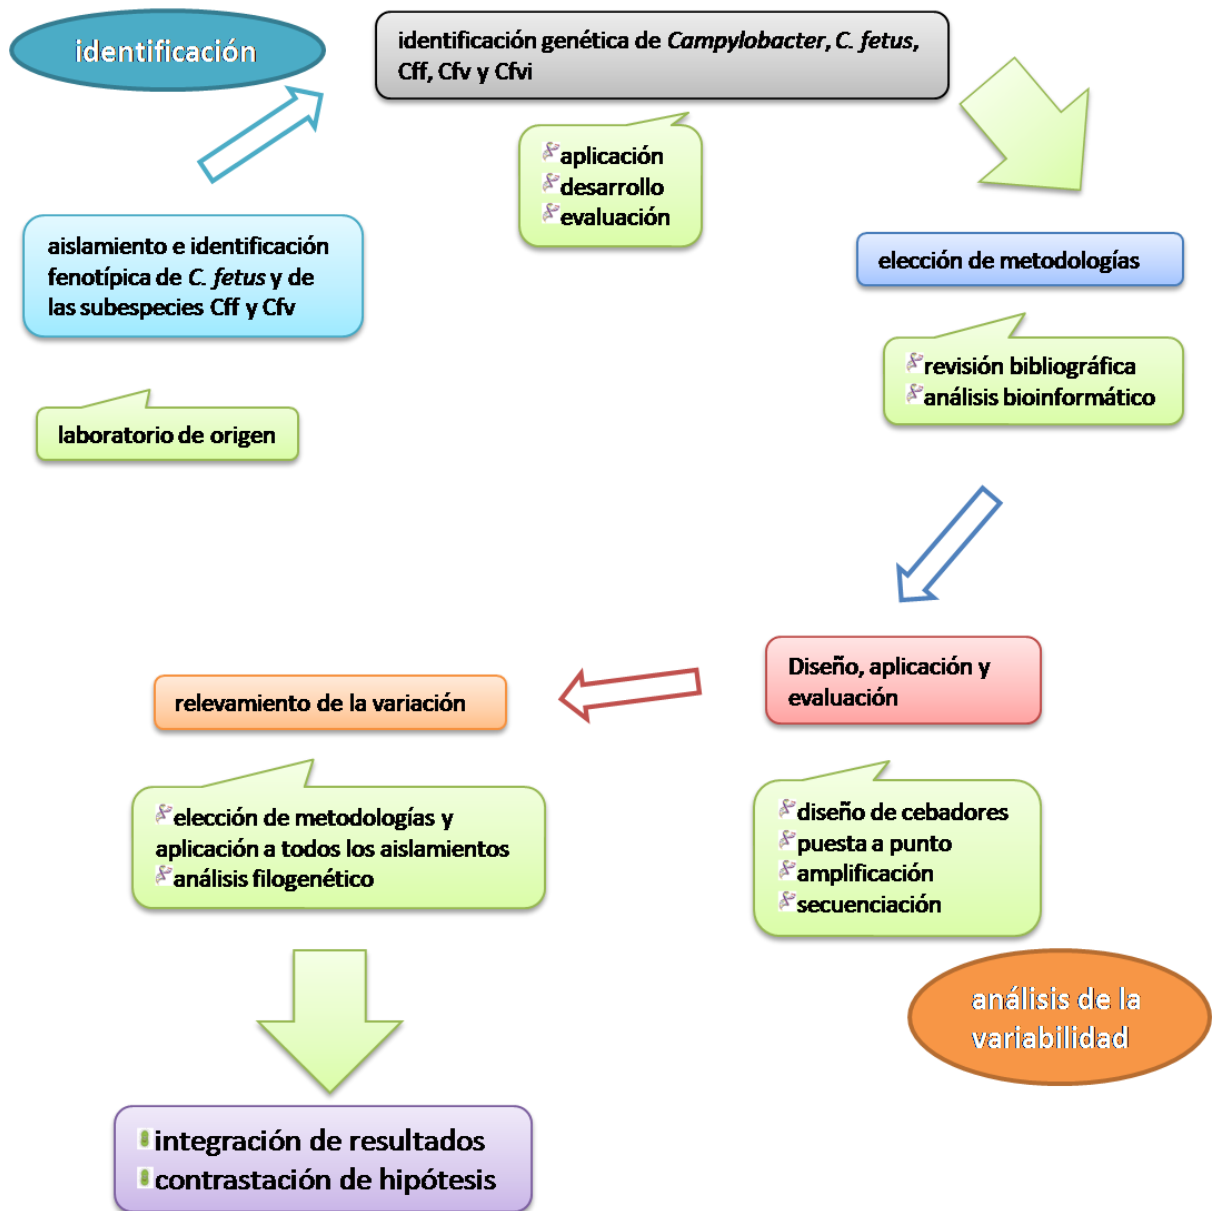 identificación
identificación genética de Campylobacter, C. fetus,
Cff, Cfv y Cfvi
aplicación
desarrollo
evaluación
aislamiento e identificación
fenotípica de C. fetus y de
las subespecies Cff y Cfv
laboratorio de origen
elección de metodologías
revisión bibliográfica
análisis bioinformático
Diseño, aplicación y
evaluación
diseño de cebadores
puesta a punto
amplificación
secuenciación
relevamiento de la variación
elección de metodologías y
aplicación a todos los aislamientos
análisis filogenético
análisis de la
variabilidad
integración de resultados
contrastación de hipótesis